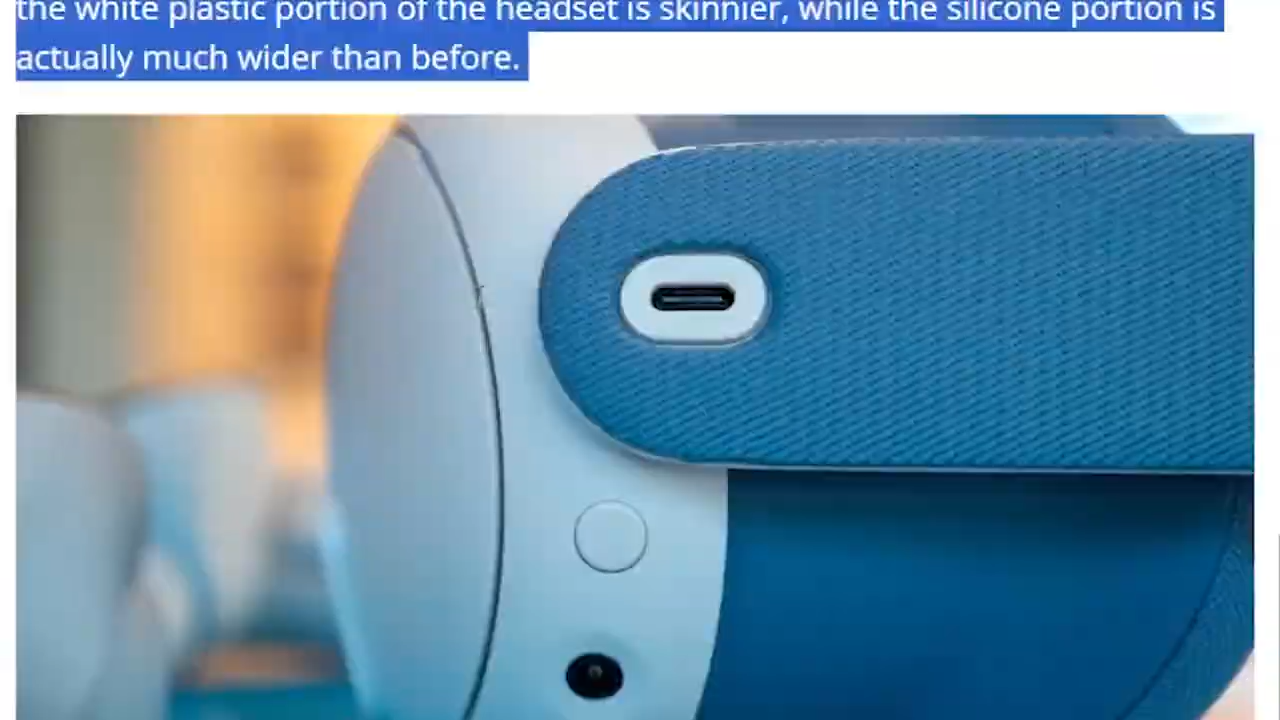 the white plastic portion of the headset is skinnier, while the silicone portion is
actually much wider than before.